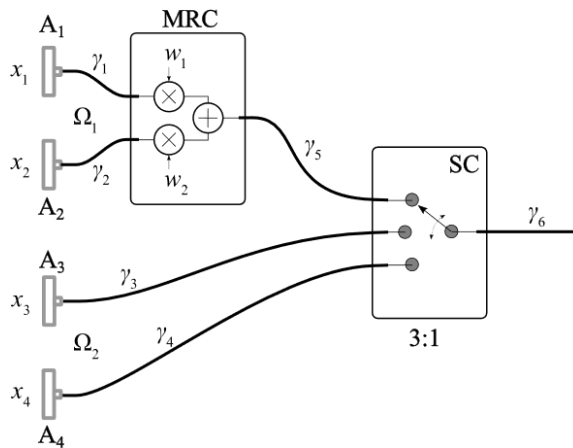 A₁
MRC
x₁
γ₁
w₁
Ω₁
γ₅
x₂
γ₂
w₂
SC
A₂
γ₆
A₃
x₃
γ₃
Ω₂
γ₄
3:1
x₄
A₄